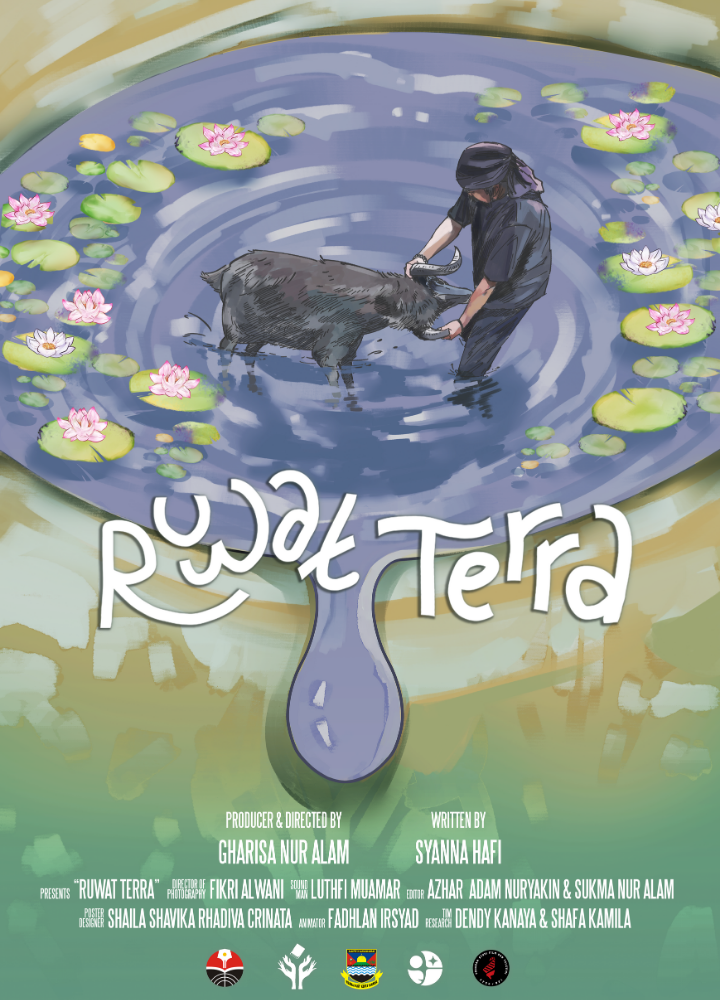 Ruwat Terra
PRODUCER & DIRECTED BY
GHARISA NUR ALAM
WRITTEN BY
SYANNA HAFI
PRESENTS "RUWAT TERRA" DIRECTOR OF PHOTOGRAPHY FIKRI ALWANI SOUND MAN LUTHFI MUAMAR EDITOR AZHAR ADAM NURYAKIN & SUKMA NUR ALAM
POSTER DESIGNER SHAILA SHAVIKA RHADIVA CRINATA ANIMATOR FADHLAN IRSYAD TIM RESEARCH DENDY KANAYA & SHAFA KAMILA